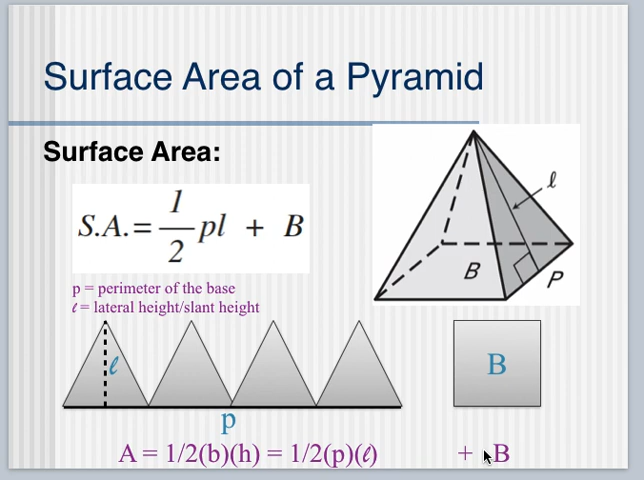 Surface Area of a Pyramid
Surface Area:
S.A.= 1/2 pl + B
p = perimeter of the base
ℓ = lateral height/slant height
ℓ
B
P
ℓ
p
B
A = 1/2(b)(h) = 1/2(p)(ℓ)
+ B